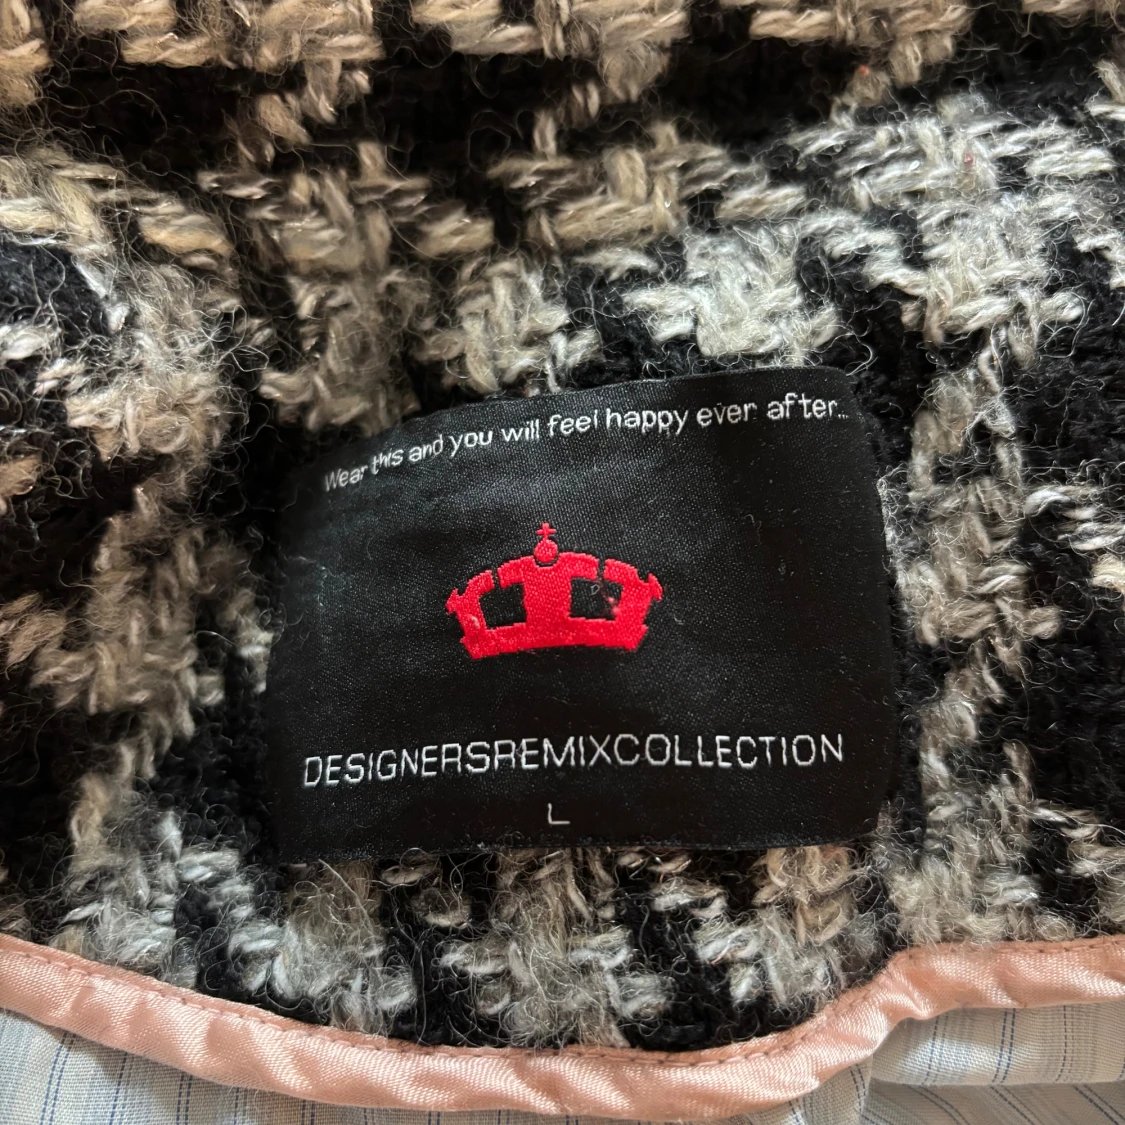 Wear this and you will feel happy ever after...
DESIGNERSREMIXCOLLECTION
L